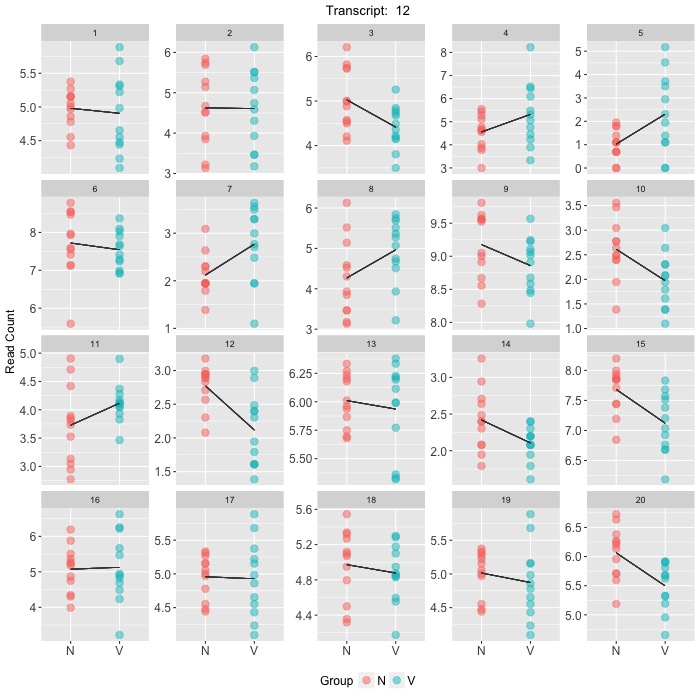 Transcript: 12
1 2 3 4 5
5.5 5.0 4.5
6 5 4 3
6 5 4
8 7 6 5 4 3
5 4 3 2 1 0
6 7 8 9 10
8 7 6
3 2 1
6 5 4 3
9.5 9.0 8.5 8.0
3.5 3.0 2.5 2.0 1.5 1.0
Read Count
11 12 13 14 15
5.0 4.5 4.0 3.5 3.0
3.0 2.5 2.0 1.5
6.25 6.00 5.75 5.50
3.0 2.5 2.0
8.0 7.5 7.0 6.5
16 17 18 19 20
6 5 4
5.5 5.0 4.5
5.6 5.2 4.8 4.4
5.5 5.0 4.5
6.5 6.0 5.5 5.0
N V N V N V N V N V
Group N V